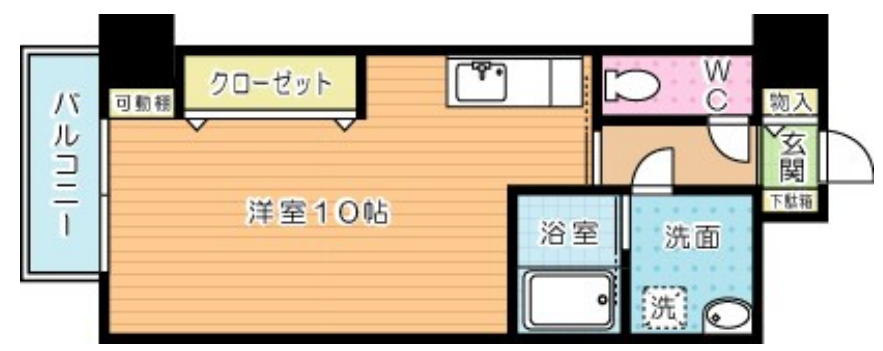 バルコニー
可動棚
クローゼット
洋室10帖
WC
物入
玄関
下駄箱
浴室
洗面
洗